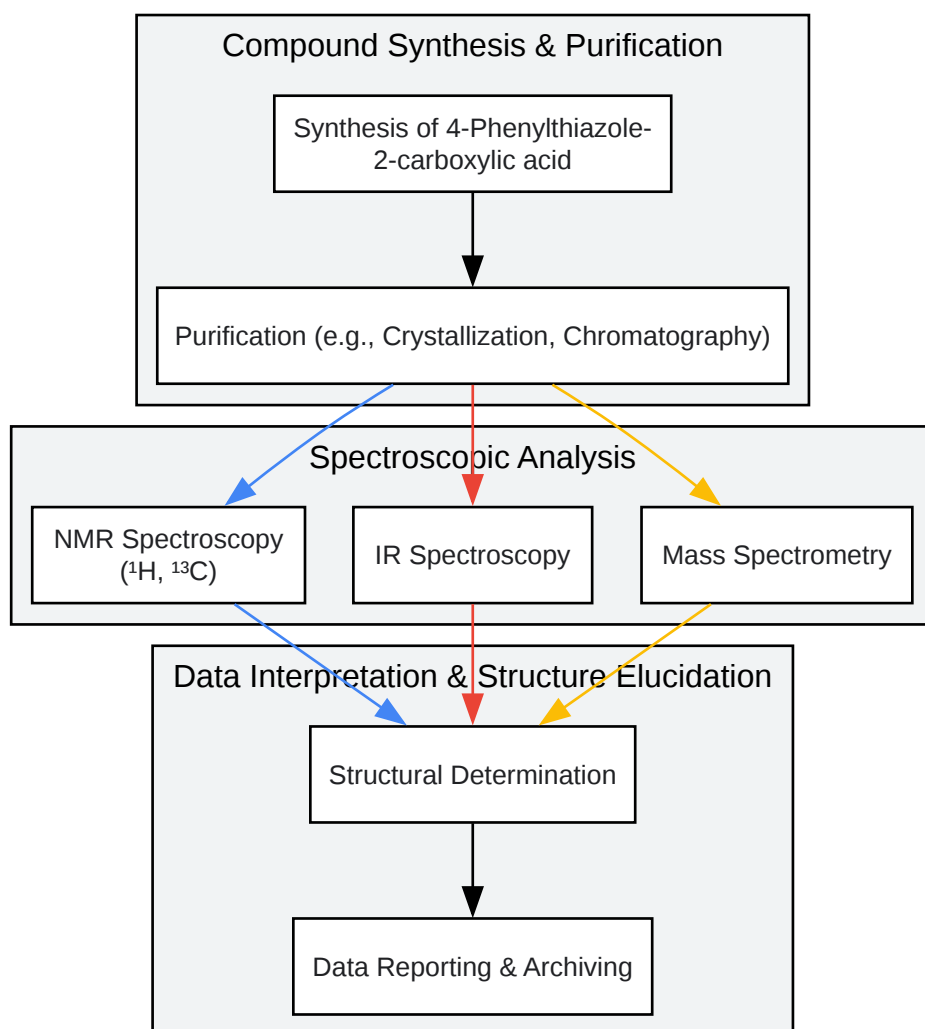 Compound Synthesis & Purification
Synthesis of 4-Phenylthiazole-
2-carboxylic acid
Purification (e.g., Crystallization, Chromatography)
Spectroscopic Analysis
NMR Spectroscopy
(¹H, ¹³C)
IR Spectroscopy
Mass Spectrometry
Data Interpretation & Structure Elucidation
Structural Determination
Data Reporting & Archiving